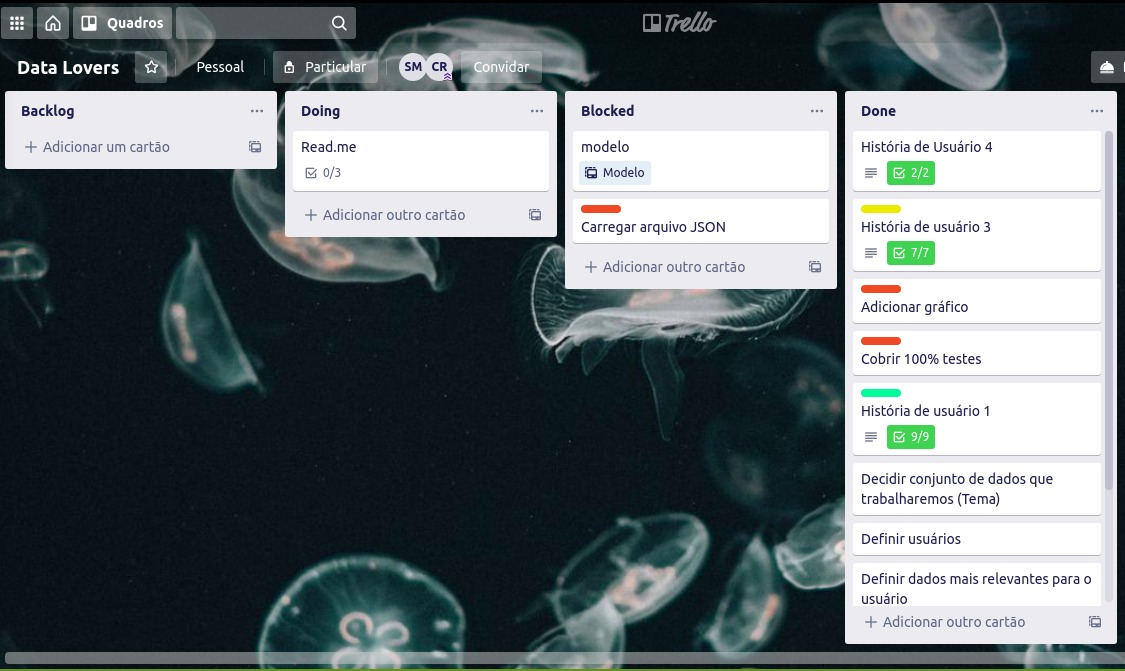 Quadros
Trello
Data Lovers
Pessoal
Particular
SM
CR
Convidar
Backlog
Adicionar um cartão
Doing
Read.me
0/3
Adicionar outro cartão
Blocked
modelo
Modelo
Carregar arquivo JSON
Adicionar outro cartão
Done
História de Usuário 4
2/2
História de usuário 3
7/7
Adicionar gráfico
Cobrir 100% testes
História de usuário 1
9/9
Decidir conjunto de dados que
trabalharemos (Tema)
Definir usuários
Definir dados mais relevantes para o
usuário
Adicionar outro cartão